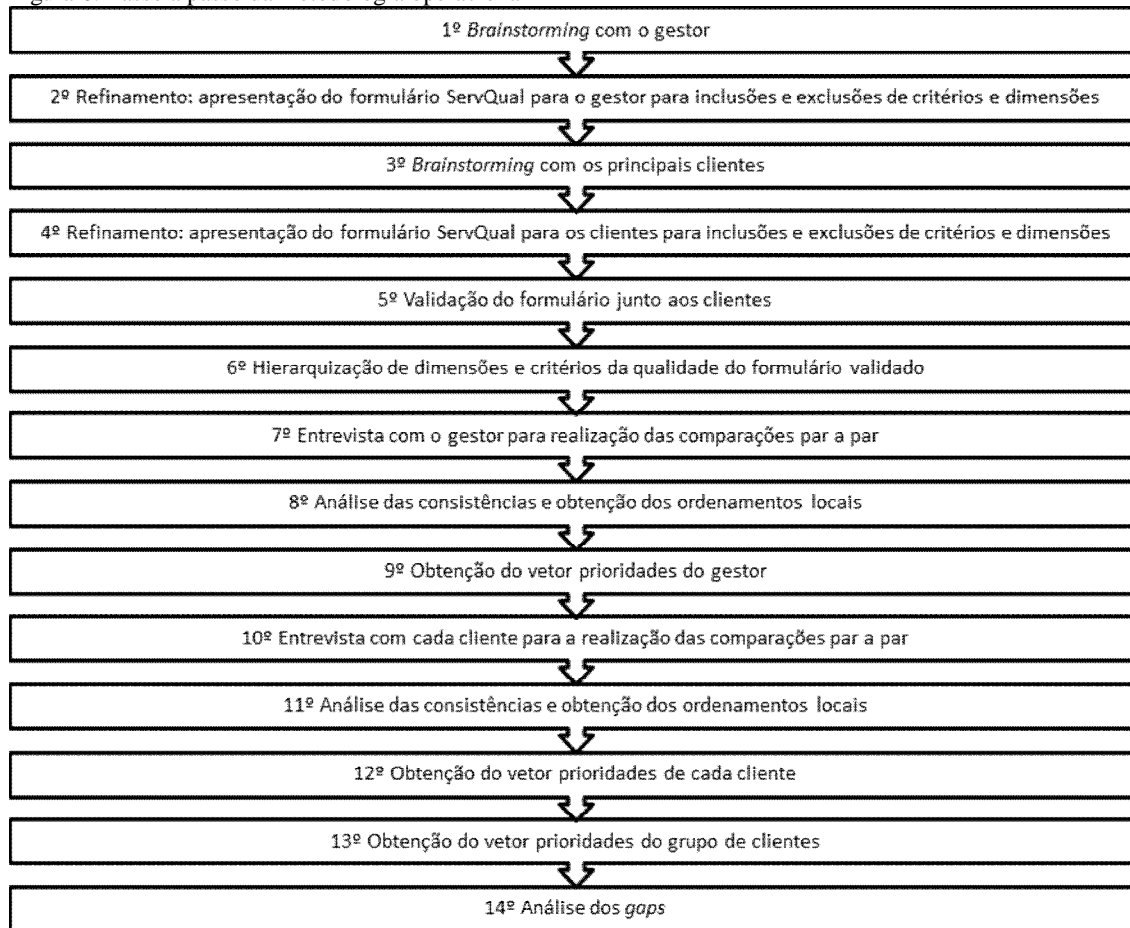 1º Brainstorming com o gestor
2º Refinamento: apresentação do formulário ServQual para o gestor para inclusões e exclusões de critérios e dimensões
3º Brainstorming com os principais clientes
4º Refinamento: apresentação do formulário ServQual para os clientes para inclusões e exclusões de critérios e dimensões
5º Validação do formulário junto aos clientes
6º Hierarquização de dimensões e critérios da qualidade do formulário validado
7º Entrevista com o gestor para realização das comparações par a par
8º Análise das consistências e obtenção dos ordenamentos locais
9º Obtenção do vetor prioridades do gestor
10º Entrevista com cada cliente para a realização das comparações par a par
11º Análise das consistências e obtenção dos ordenamentos locais
12º Obtenção do vetor prioridades de cada cliente
13º Obtenção do vetor prioridades do grupo de clientes
14º Análise dos gaps